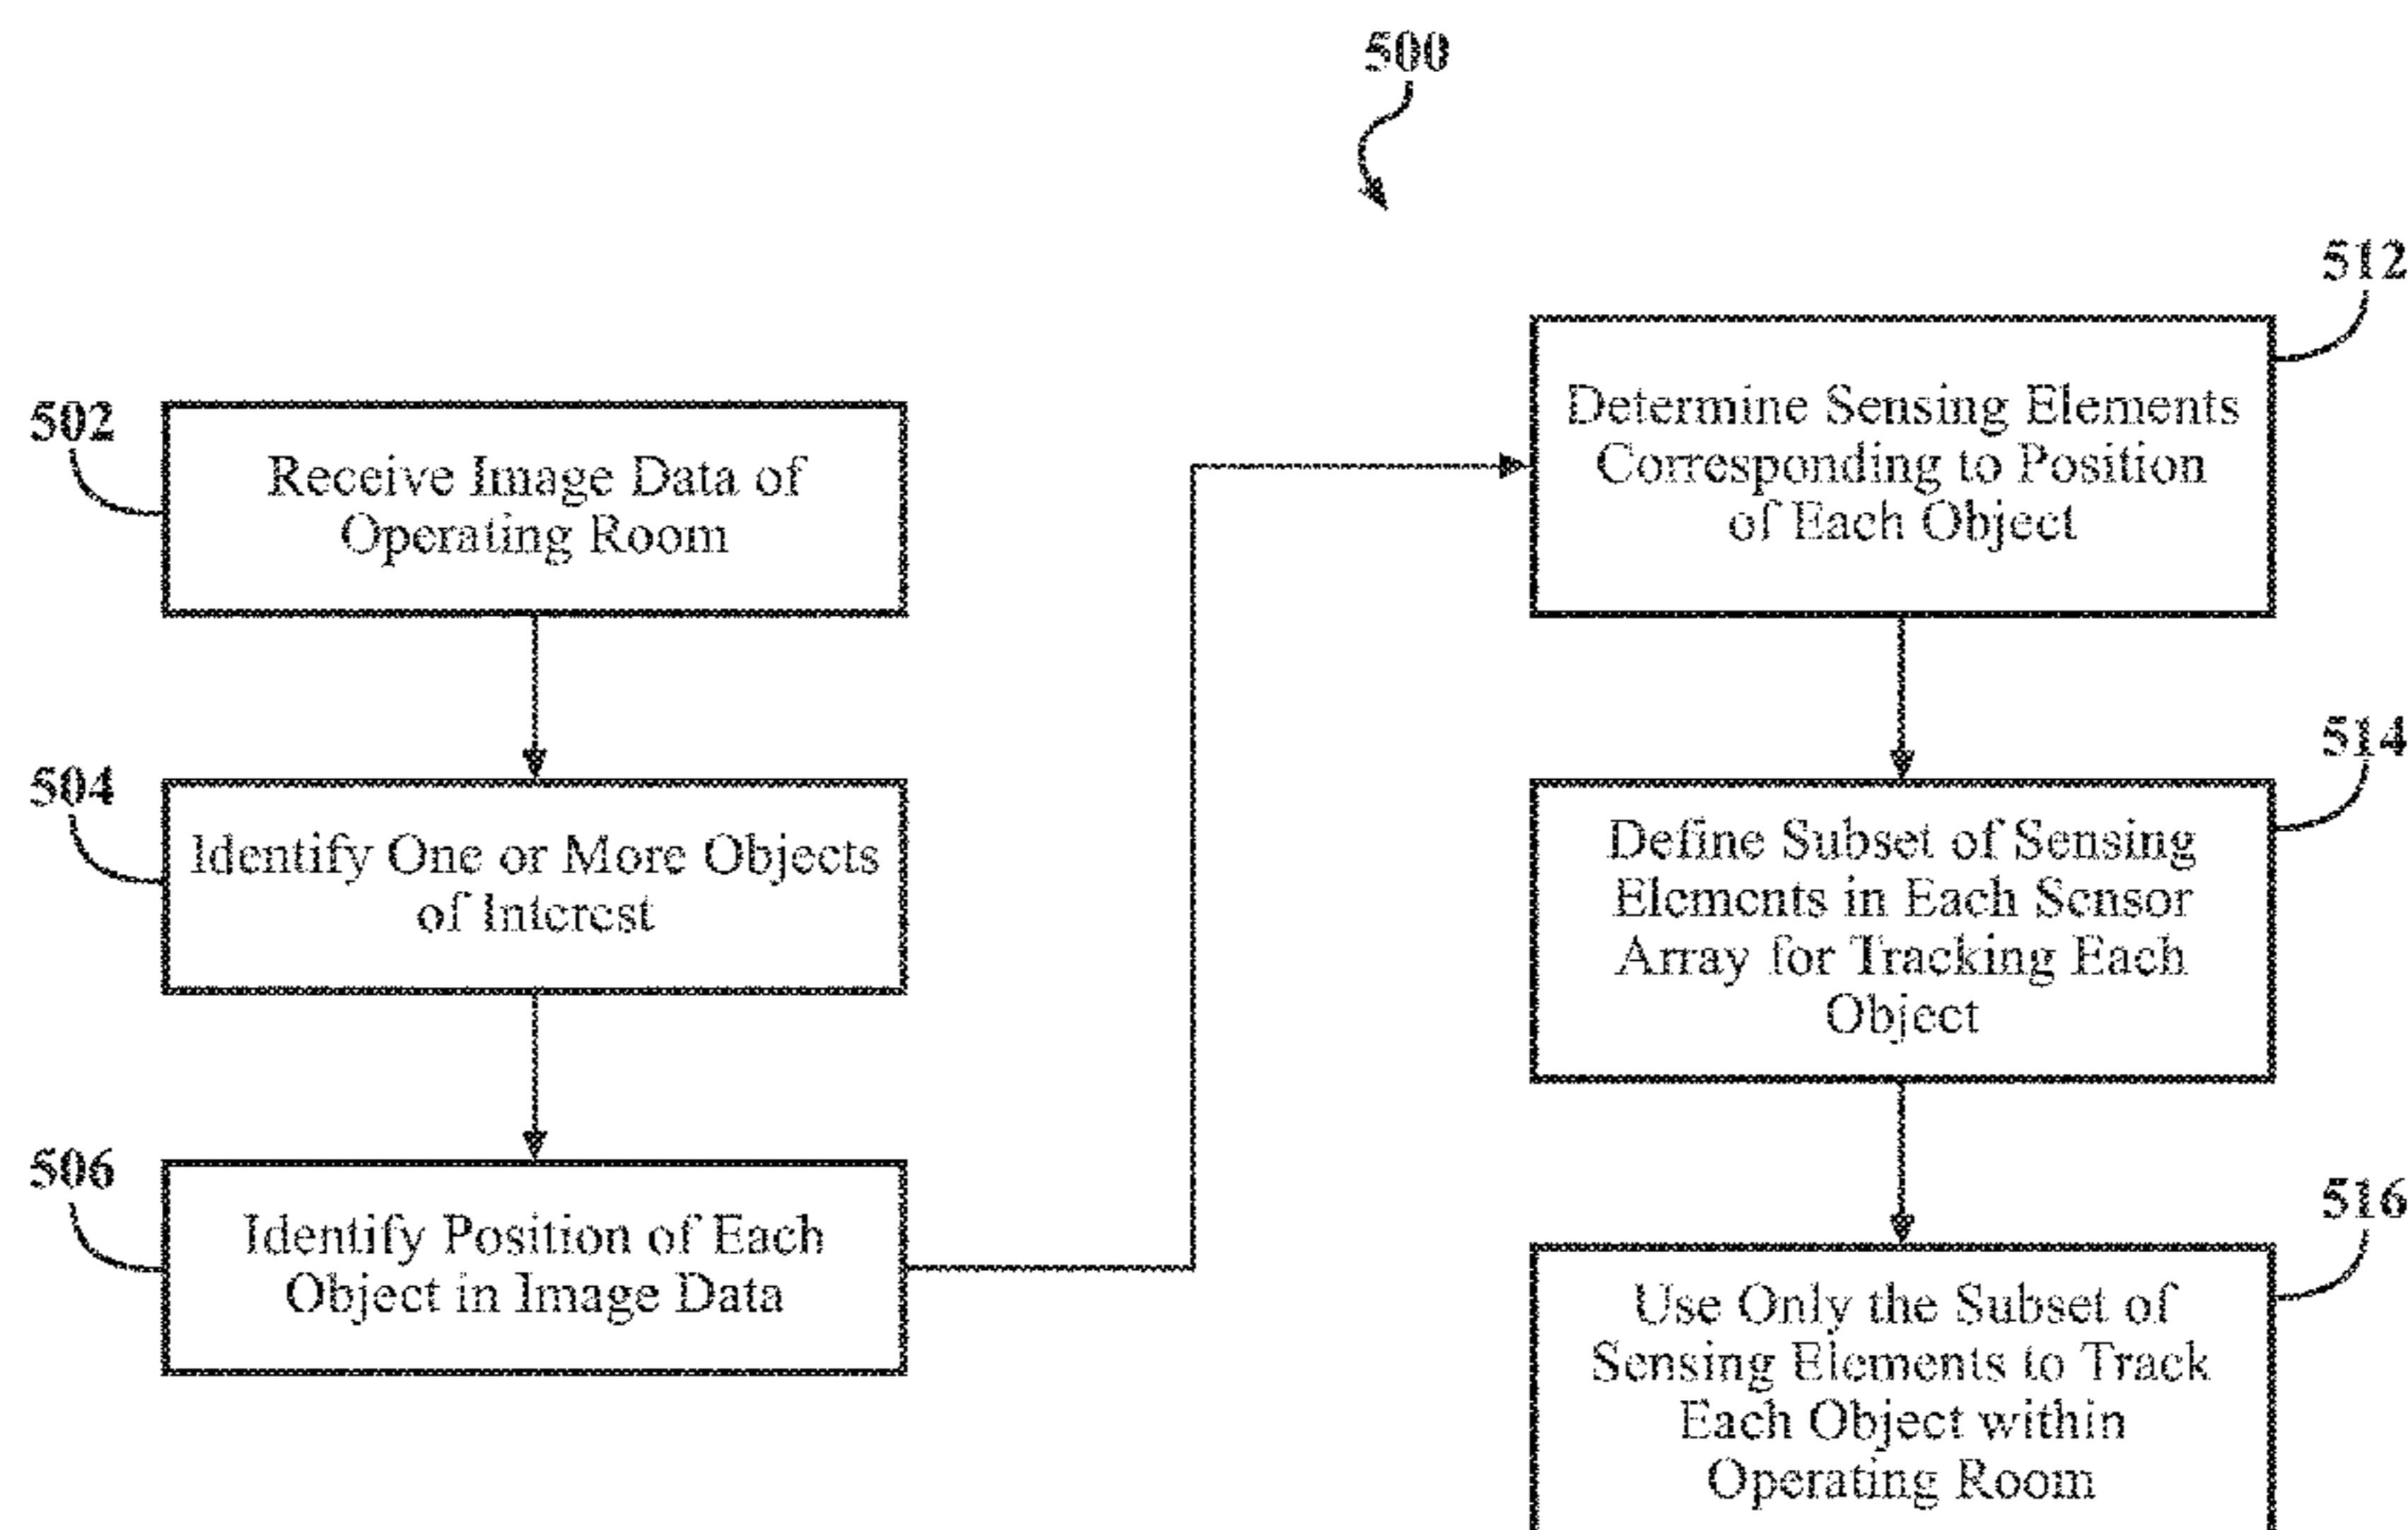 500
502
Receive Image Data of
Operating Room
504
Identify One or More Objects
of Interest
506
Identify Position of Each
Object in Image Data
512
Determine Sensing Elements
Corresponding to Position
of Each Object
514
Define Subset of Sensing
Elements in Each Sensor
Array for Tracking Each
Object
516
Use Only the Subset of
Sensing Elements to Track
Each Object within
Operating Room